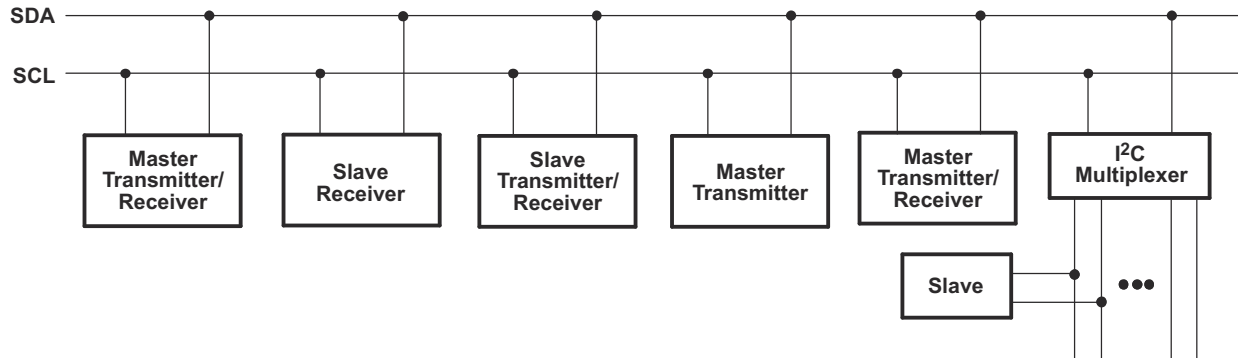 SDA
SCL
Master
Transmitter/
Receiver
Slave
Receiver
Slave
Transmitter/
Receiver
Master
Transmitter
Master
Transmitter/
Receiver
I²C
Multiplexer
Slave